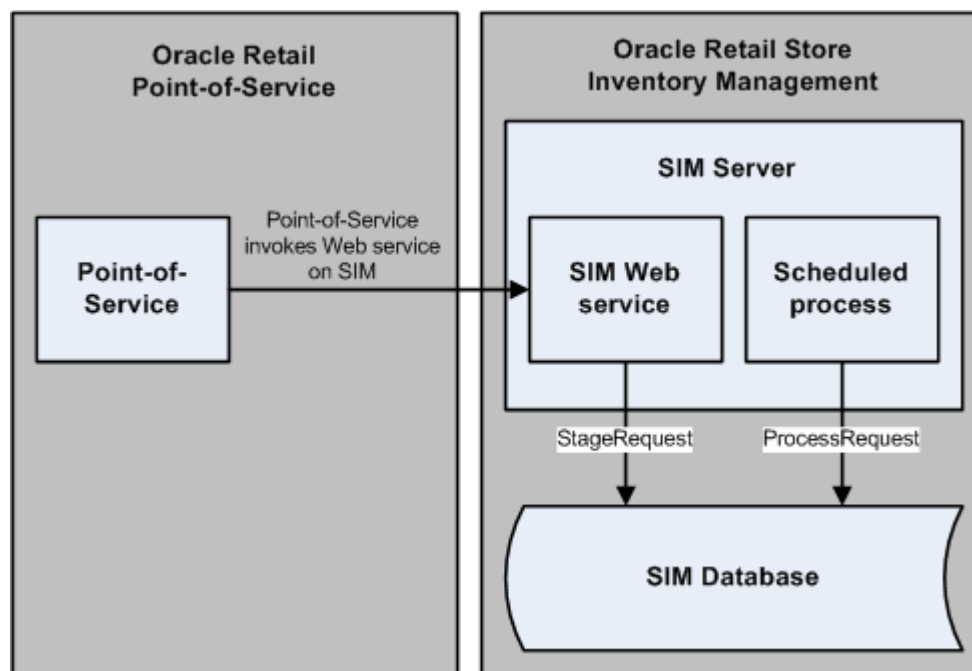 Oracle Retail
Point-of-Service
Oracle Retail Store
Inventory Management
SIM Server
Point-of-Service
invokes Web service
on SIM
Point-of-
Service
SIM Web
service
Scheduled
process
StageRequest
ProcessRequest
SIM Database